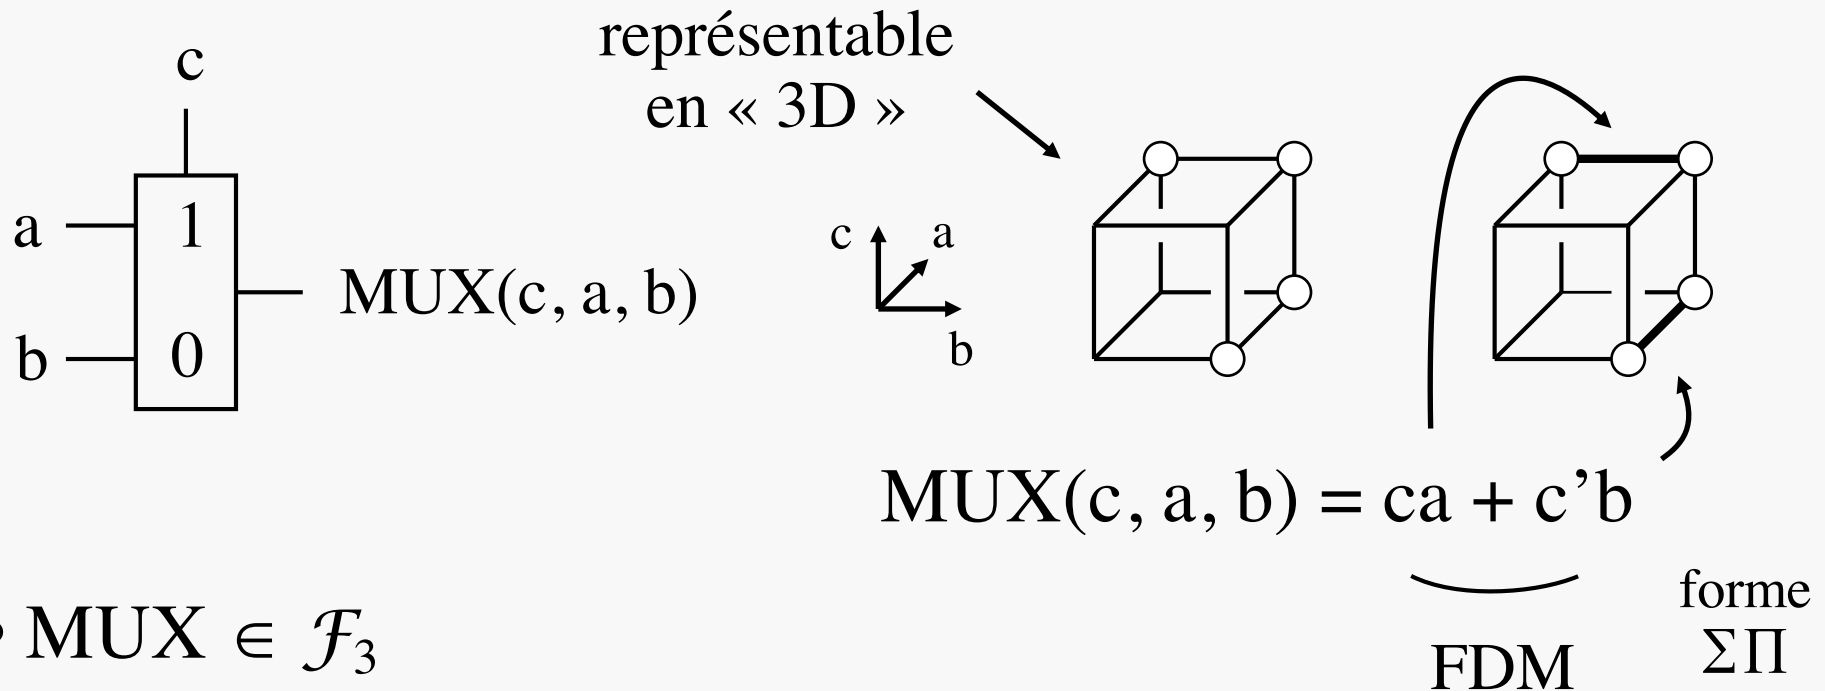 représentable
en « 3D »
c
a
1
b
0
MUX(c, a, b)
c
a
b
MUX(c, a, b) = ca + c’b
FDM
forme
ΣΠ
MUX ∈ ℱ₃